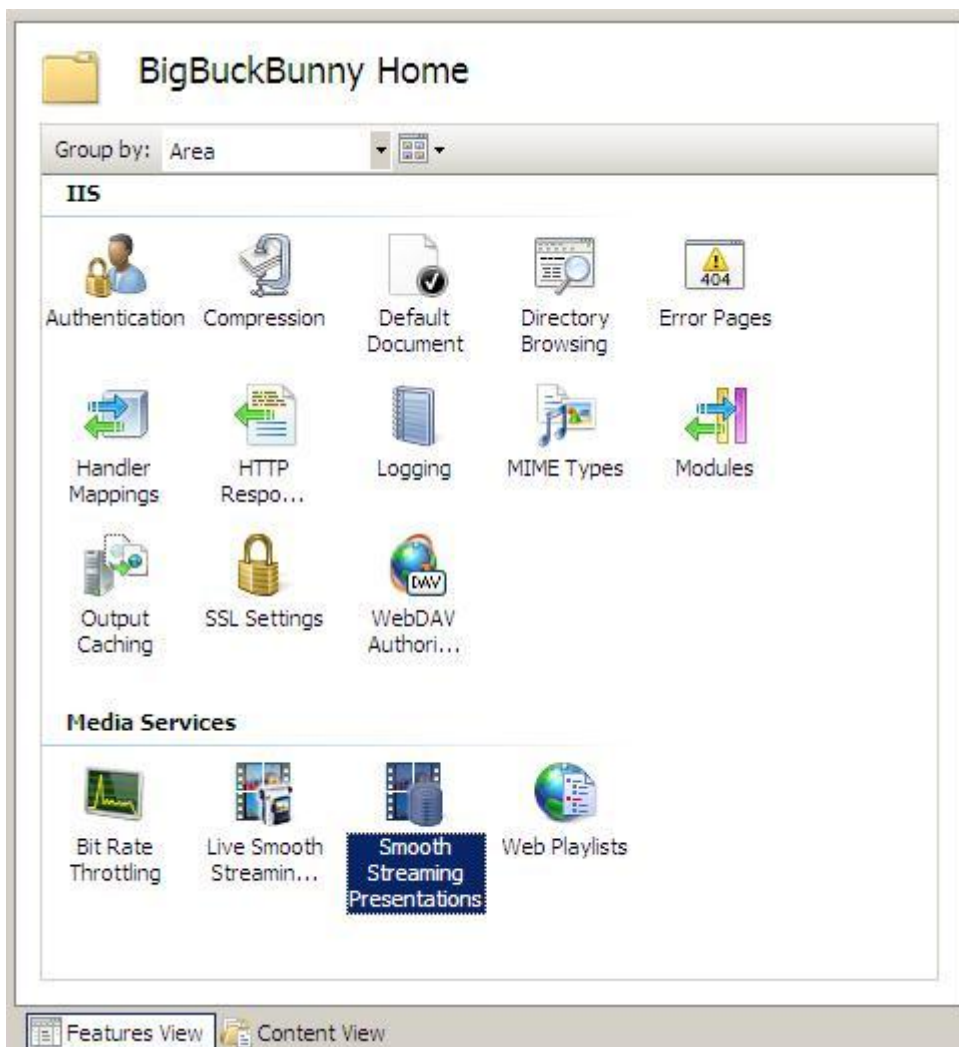 BigBuckBunny Home
Group by: Area
IIS
Authentication
Compression
Default
Document
Directory
Browsing
404
Error Pages
Handler
Mappings
HTTP
Respo...
Logging
MIME Types
Modules
Output
Caching
SSL Settings
DAV
WebDAV
Authori...
Media Services
Bit Rate
Throttling
Live Smooth
Streamin...
Smooth
Streaming
Presentations
Web Playlists
Features View
Content View